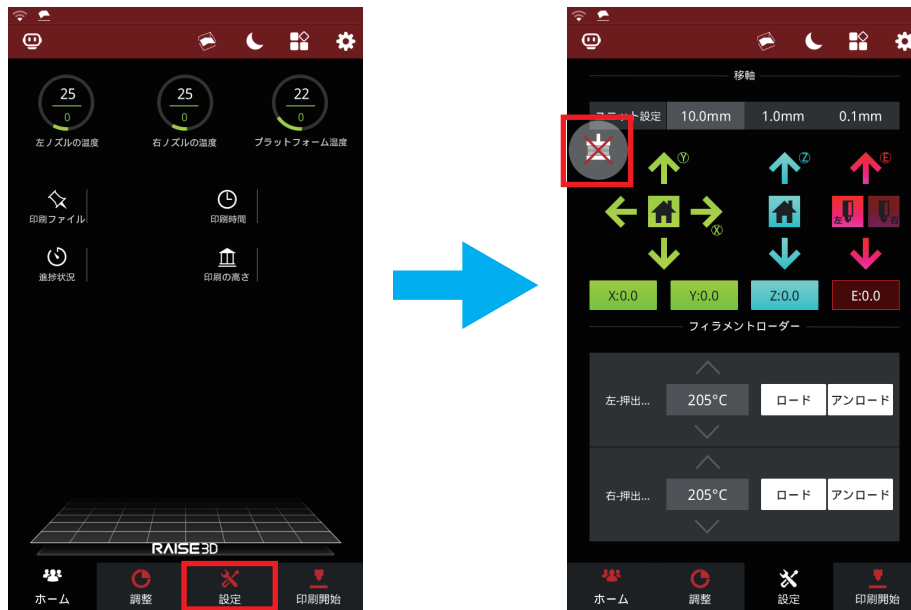 25
0
25
0
22
0
左ノズルの温度
右ノズルの温度
プラットフォーム温度
印刷ファイル
印刷時間
進捗状況
印刷の高さ
RAISE3D
ホーム
調整
設定
印刷開始
移軸
設定
10.0mm
1.0mm
0.1mm
Y
Z
E
X
左
右
X:0.0
Y:0.0
Z:0.0
E:0.0
フィラメントローダー
左-押出...
205°C
ロード
アンロード
右-押出...
205°C
ロード
アンロード
ホーム
調整
設定
印刷開始